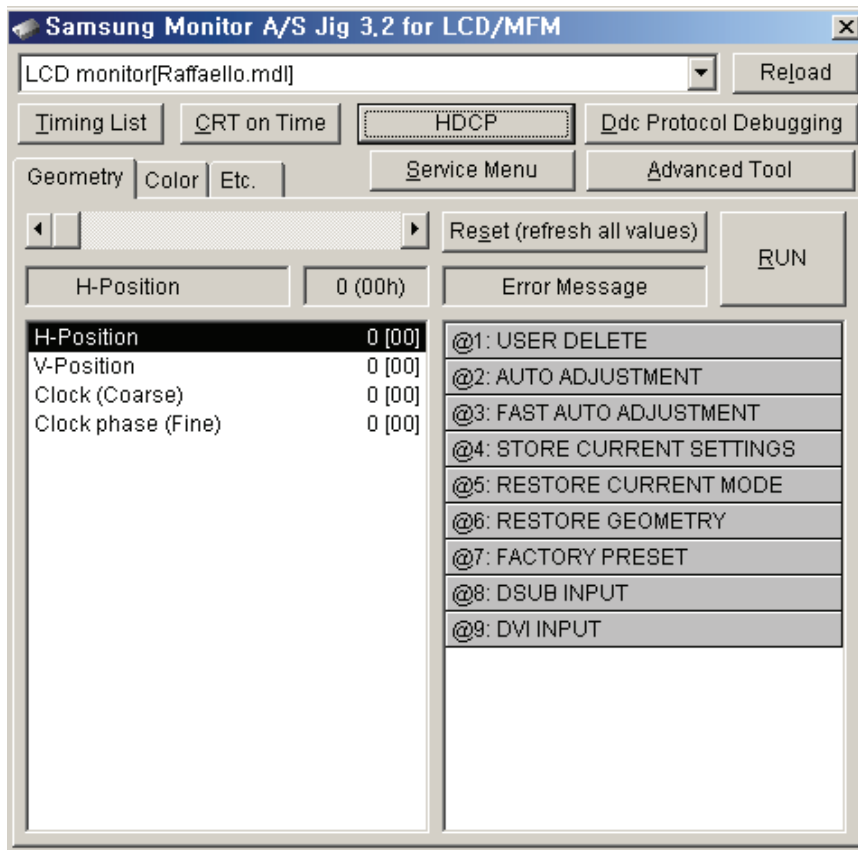 Samsung Monitor A/S Jig 3,2 for LCD/MFM
LCD monitor[Raffaello.mdl]
Reload
Timing List
CRT on Time
HDCP
Ddc Protocol Debugging
Geometry
Color
Etc.
Service Menu
Advanced Tool
Reset (refresh all values)
RUN
H-Position
0 (00h)
Error Message
H-Position 0 [00]
V-Position 0 [00]
Clock (Coarse) 0 [00]
Clock phase (Fine) 0 [00]
@1: USER DELETE
@2: AUTO ADJUSTMENT
@3: FAST AUTO ADJUSTMENT
@4: STORE CURRENT SETTINGS
@5: RESTORE CURRENT MODE
@6: RESTORE GEOMETRY
@7: FACTORY PRESET
@8: DSUB INPUT
@9: DVI INPUT